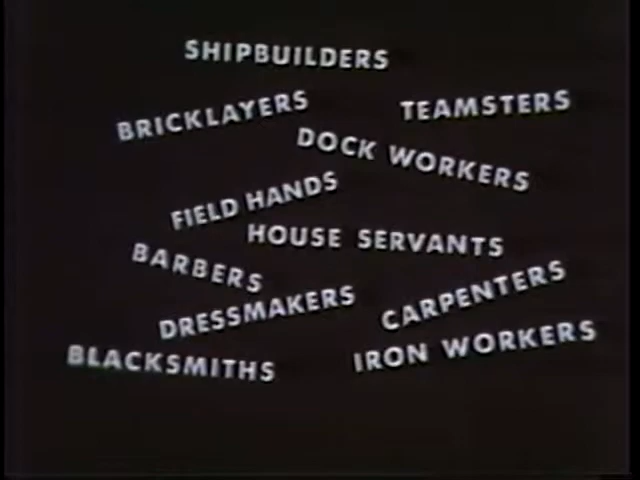 SHIPBUILDERS
BRICKLAYERS
TEAMSTERS
DOCK WORKERS
FIELD HANDS
HOUSE SERVANTS
BARBERS
DRESSMAKERS
CARPENTERS
BLACKSMITHS
IRON WORKERS